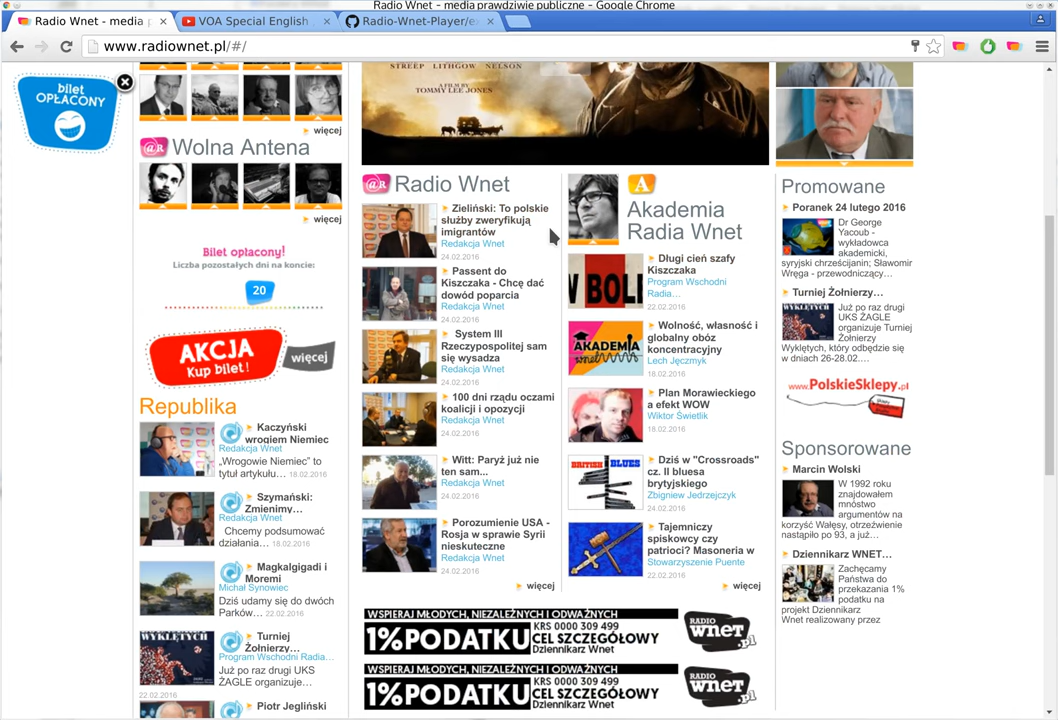 Radio Wnet - media prawdziwie publiczne - Google Chrome
Radio Wnet - media p
VOA Special English
Radio-Wnet-Player/e
www.radiownet.pl/#/
bilet
OPŁACONY
więcej
Wolna Antena
więcej
Bilet opłacony!
Liczba pozostałych dni na koncie:
20
AKCJA
Kup bilet!
więcej
Republika
Kaczyński
wrogiem Niemiec
Redakcja Wnet
„Wrogowie Niemiec” to
tytuł artykułu… 18.02.2016
Szymański:
Zmienimy…
Redakcja Wnet
Chcemy podsumować
działania… 18.02.2016
Magkalgigadi i
Moremi
Michał Synowiec
Dziś udamy się do dwóch
Parków… 22.02.2016
WYKLĘTYCH
Turniej
Żołnierzy…
Program Wschodni Radia…
Już po raz drugi UKS
ŻAGLE organizuje…
22.02.2016
Piotr Jegliński
STREEP LITHGOW NELSON
A FILM BY
TOMMY LEE JONES
@R Radio Wnet
Zieliński: To polskie
służby zweryfikują
imigrantów
Redakcja Wnet
24.02.2016
Passent do
Kiszczaka - Chcę dać
dowód poparcia
Redakcja Wnet
24.02.2016
System III
Rzeczypospolitej sam
się wysadza
Redakcja Wnet
24.02.2016
100 dni rządu oczami
koalicji i opozycji
Redakcja Wnet
24.02.2016
Witt: Paryż już nie
ten sam...
Redakcja Wnet
24.02.2016
Porozumienie USA -
Rosja w sprawie Syrii
nieskuteczne
Redakcja Wnet
24.02.2016
więcej
A
Akademia
Radia Wnet
W BOLI
Długi cień szafy
Kiszczaka
Program Wschodni
Radia…
22.02.2016
AKADEMIA
wnet
Wolność, własność i
globalny obóz
koncentracyjny
Lech Jęczmyk
18.02.2016
Plan Morawieckiego
a efekt WOW
Wiktor Świetlik
18.02.2016
BRITISH BLUES
Dziś w "Crossroads"
cz. II bluesa
brytyjskiego
Zbigniew Jedrzejczyk
24.02.2016
Tajemniczy
spiskowcy czy
patrioci? Masoneria w
Stowarzyszenie Puente
22.02.2016
więcej
WSPIERAJ MŁODYCH, NIEZALEŻNYCH I ODWAŻNYCH
1%PODATKU
KRS 0000 309 499
CEL SZCZEGÓŁOWY
Dziennikarz Wnet
RADIO
wnet.pl
WSPIERAJ MŁODYCH, NIEZALEŻNYCH I ODWAŻNYCH
1%PODATKU
KRS 0000 309 499
CEL SZCZEGÓŁOWY
Dziennikarz Wnet
RADIO
wnet.pl
Promowane
Poranek 24 lutego 2016
Dr George
Yacoub -
wykładowca
akademicki,
syryjski chrześcijanin; Sławomir
Wręga - przewodniczący…
Turniej Żołnierzy…
WYKLĘTYCH
Już po raz drugi
UKS ŻAGLE
organizuje Turniej
Żołnierzy
Wyklętych, który odbędzie się
w dniach 26-28.02.…
www.PolskieSklepy.pl
Sponsorowane
Marcin Wolski
W 1992 roku
znajdowałem
mnóstwo
argumentów na
korzyść Wałęsy, otrzeźwienie
nastąpiło po 93, a już…
Dziennikarz WNET…
Zachęcamy
Państwa do
przekazania 1%
podatku na
projekt Dziennikarz
Wnet realizowany przez